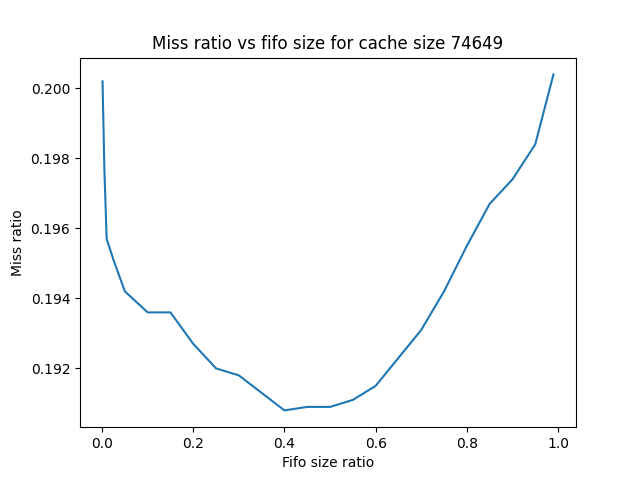 Miss ratio vs fifo size for cache size 74649
0.200
0.198
0.196
0.194
0.192
Miss ratio
0.0 0.2 0.4 0.6 0.8 1.0
Fifo size ratio